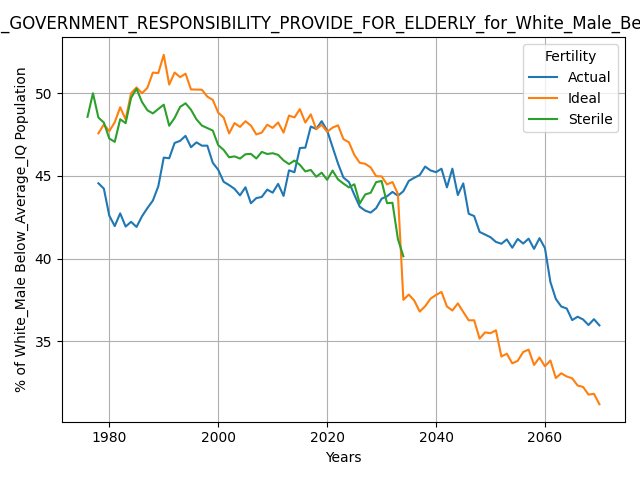 _GOVERNMENT_RESPONSIBILITY_PROVIDE_FOR_ELDERLY_for_White_Male_Be
Fertility
Actual
Ideal
Sterile
% of White_Male Below_Average_IQ Population
50
45
40
35
1980 2000 2020 2040 2060
Years